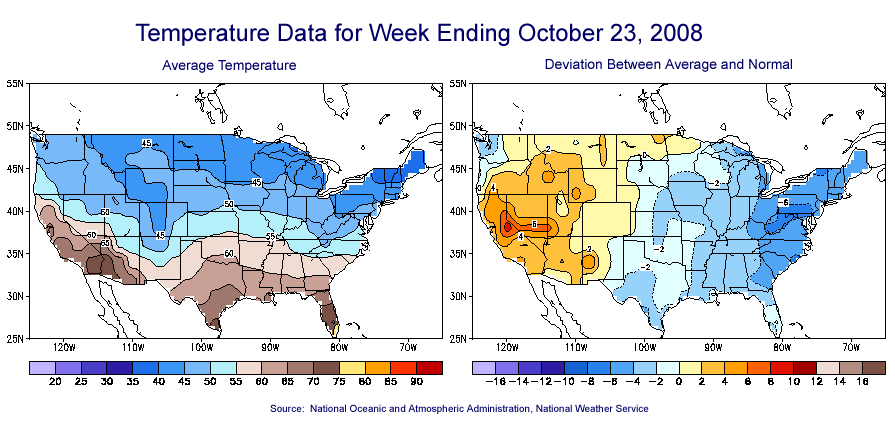 Temperature Data for Week Ending October 23, 2008
Average Temperature
Deviation Between Average and Normal
55N
50N
45N
40N
35N
30N
25N
45
45
50
50
45
55
60
65
60
55
120W 110W 100W 90W 80W 70W
20 25 30 35 40 45 50 55 60 65 70 75 80 85 90
55N
50N
45N
40N
35N
30N
25N
2
0
4
0
-2
-6
6
4
-2
2
-2
120W 110W 100W 90W 80W 70W
-16 -14 -12 -10 -8 -6 -4 -2 0 2 4 6 8 10 12 14 16
Source: National Oceanic and Atmospheric Administration, National Weather Service